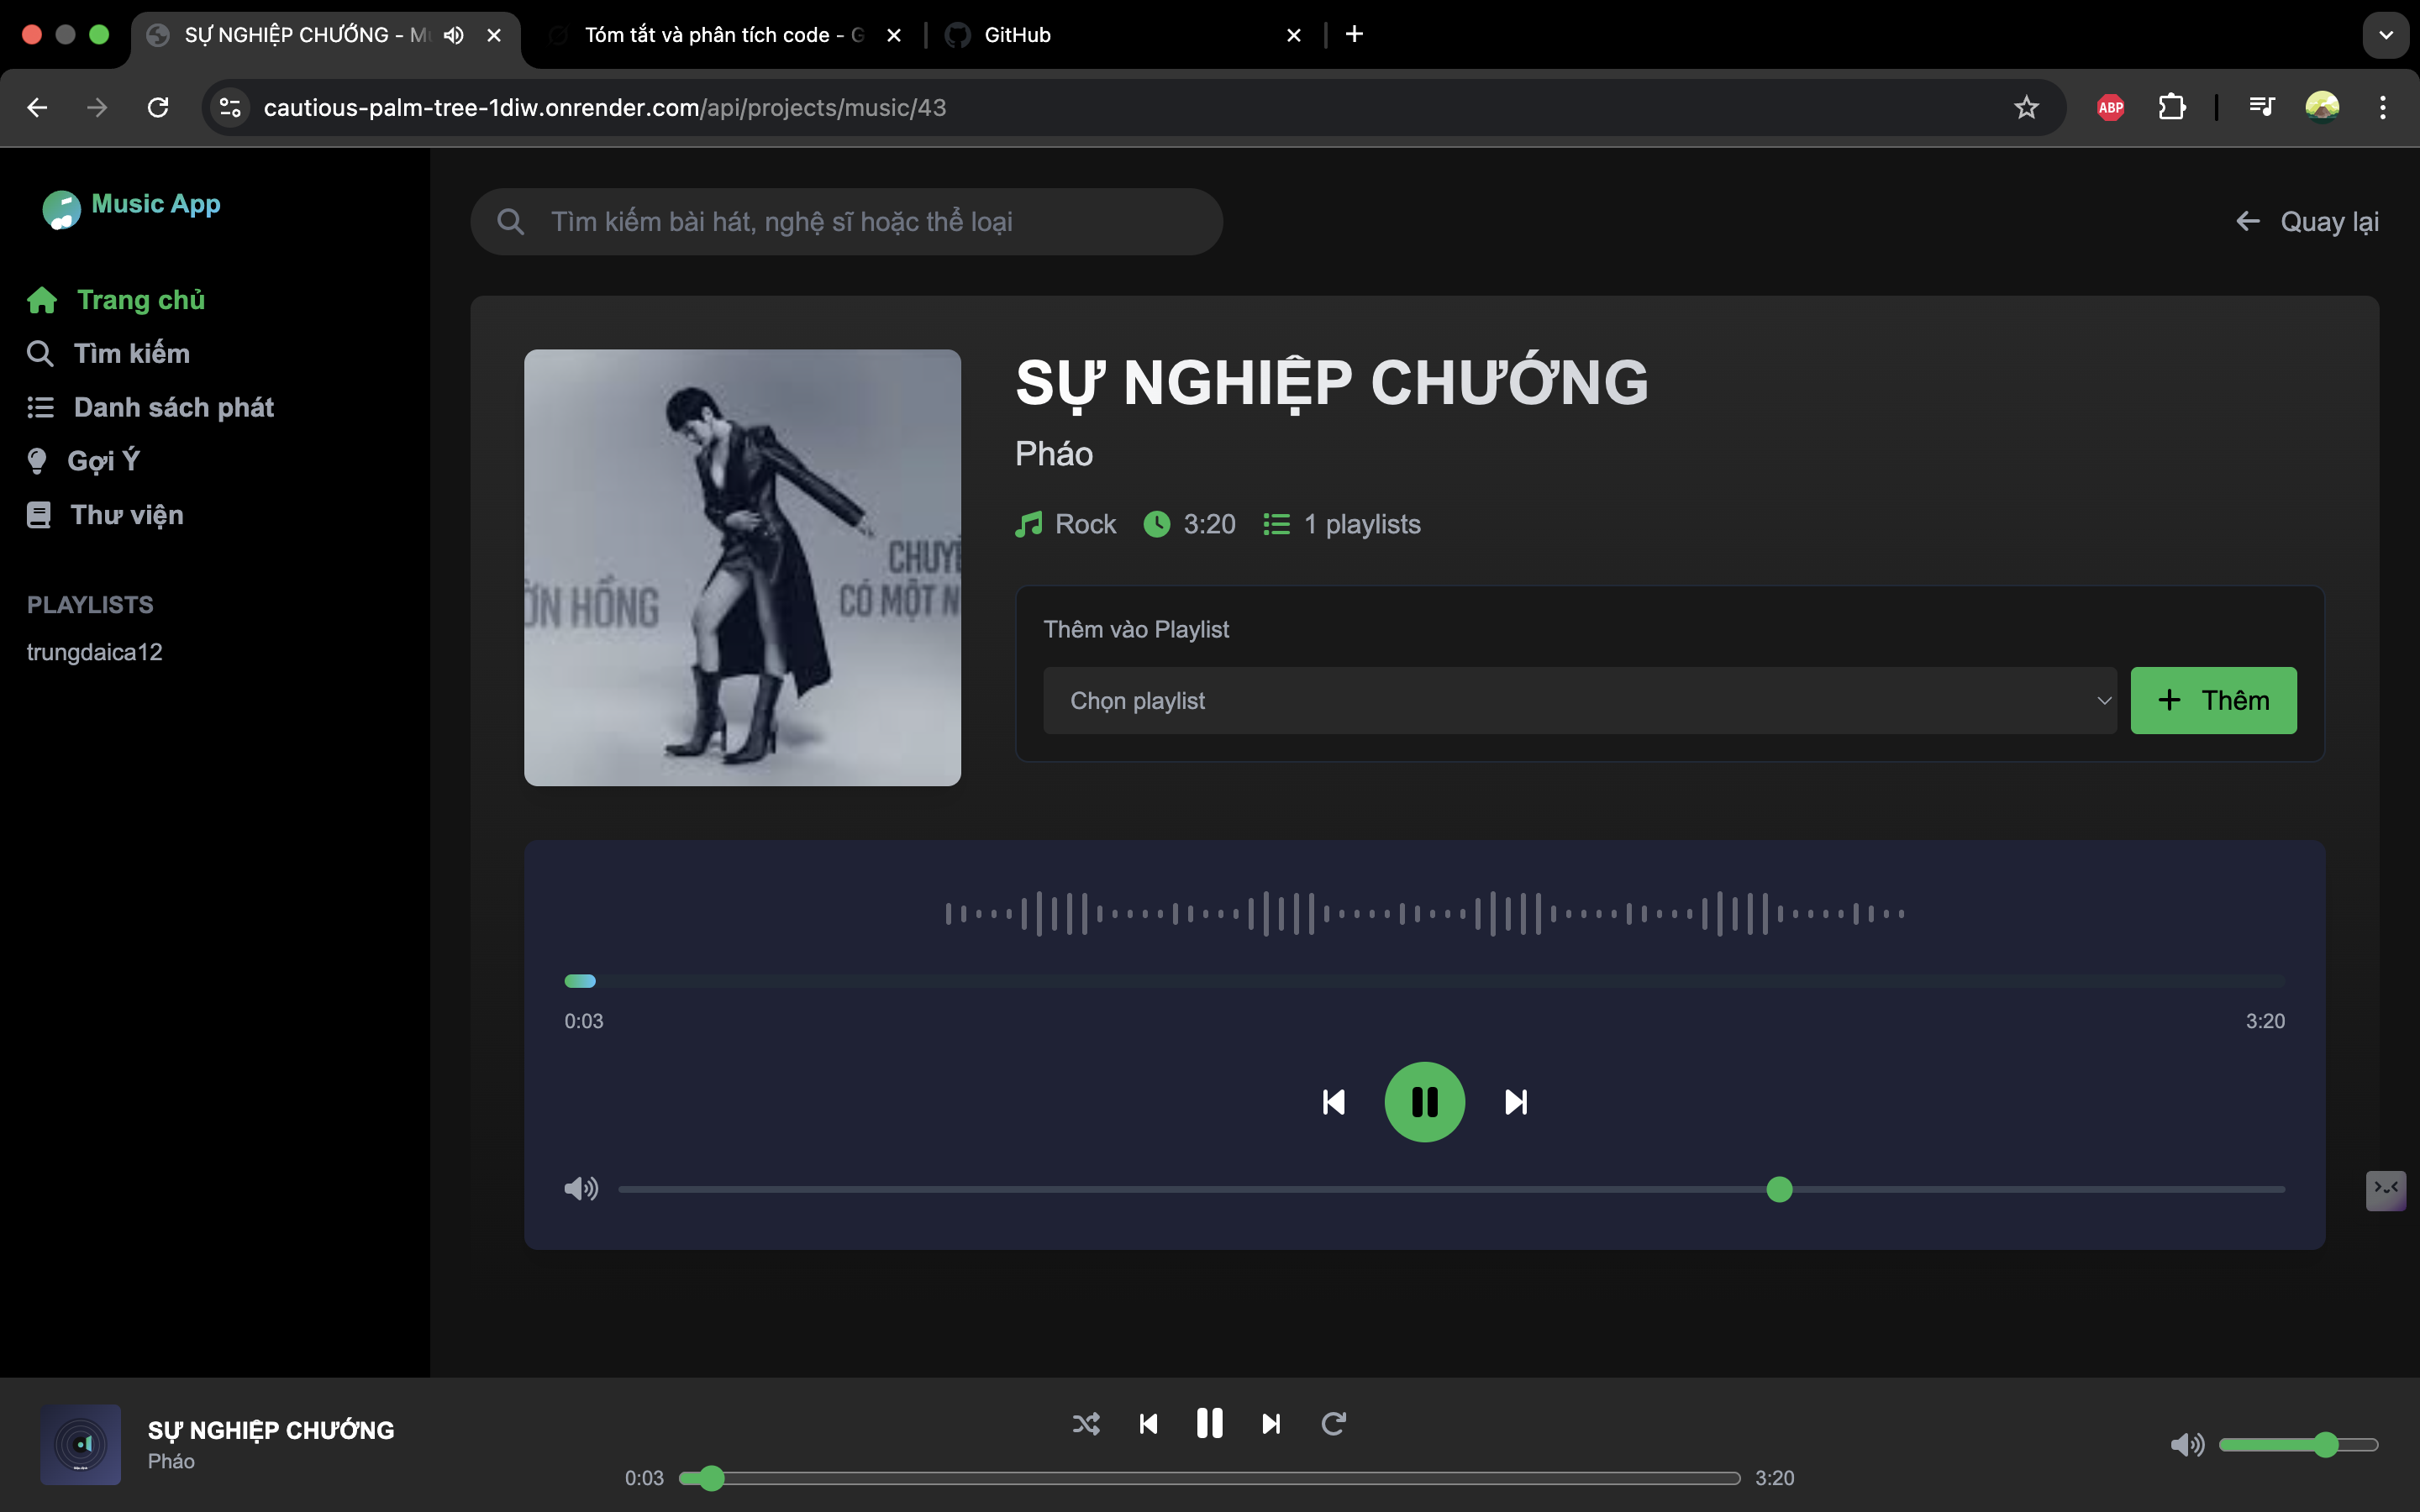 SỰ NGHIỆP CHƯỚNG - Mu
Tóm tắt và phân tích code - G
GitHub
cautious-palm-tree-1diw.onrender.com/api/projects/music/43
ABP
Music App
Tìm kiếm bài hát, nghệ sĩ hoặc thể loại
Quay lại
Trang chủ
Tìm kiếm
Danh sách phát
Gợi Ý
Thư viện
PLAYLISTS
trungdaica12
ỜN HỒNG
CHUYỆ
CÓ MỘT N
SỰ NGHIỆP CHƯỚNG
Pháo
Rock 3:20 1 playlists
Thêm vào Playlist
Chọn playlist
Thêm
0:03 3:20
SỰ NGHIỆP CHƯỚNG
Pháo
0:03 3:20